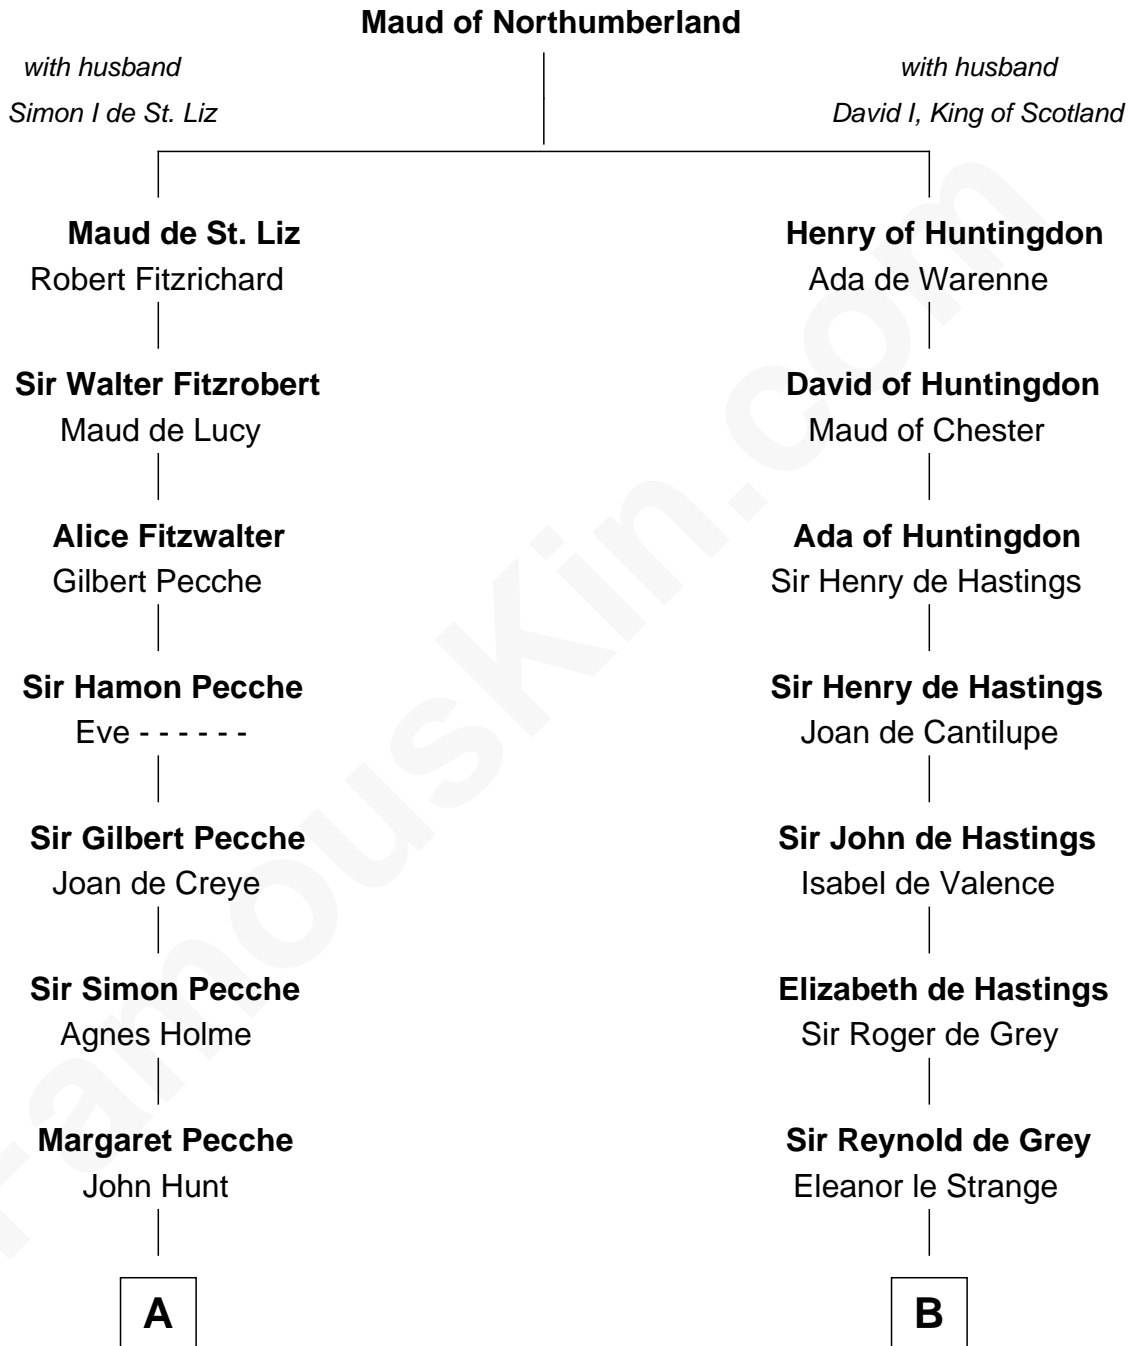 Maud of Northumberland
with husband
Simon I de St. Liz
with husband
David I, King of Scotland
Maud de St. Liz
Robert Fitzrichard
Henry of Huntingdon
Ada de Warenne
Sir Walter Fitzrobert
Maud de Lucy
David of Huntingdon
Maud of Chester
Alice Fitzwalter
Gilbert Pecche
Ada of Huntingdon
Sir Henry de Hastings
Sir Hamon Pecche
Eve - - - - - -
Sir Henry de Hastings
Joan de Cantilupe
Sir Gilbert Pecche
Joan de Creye
Sir John de Hastings
Isabel de Valence
Sir Simon Pecche
Agnes Holme
Elizabeth de Hastings
Sir Roger de Grey
Margaret Pecche
John Hunt
Sir Reynold de Grey
Eleanor le Strange
A
B
FamousKin.com